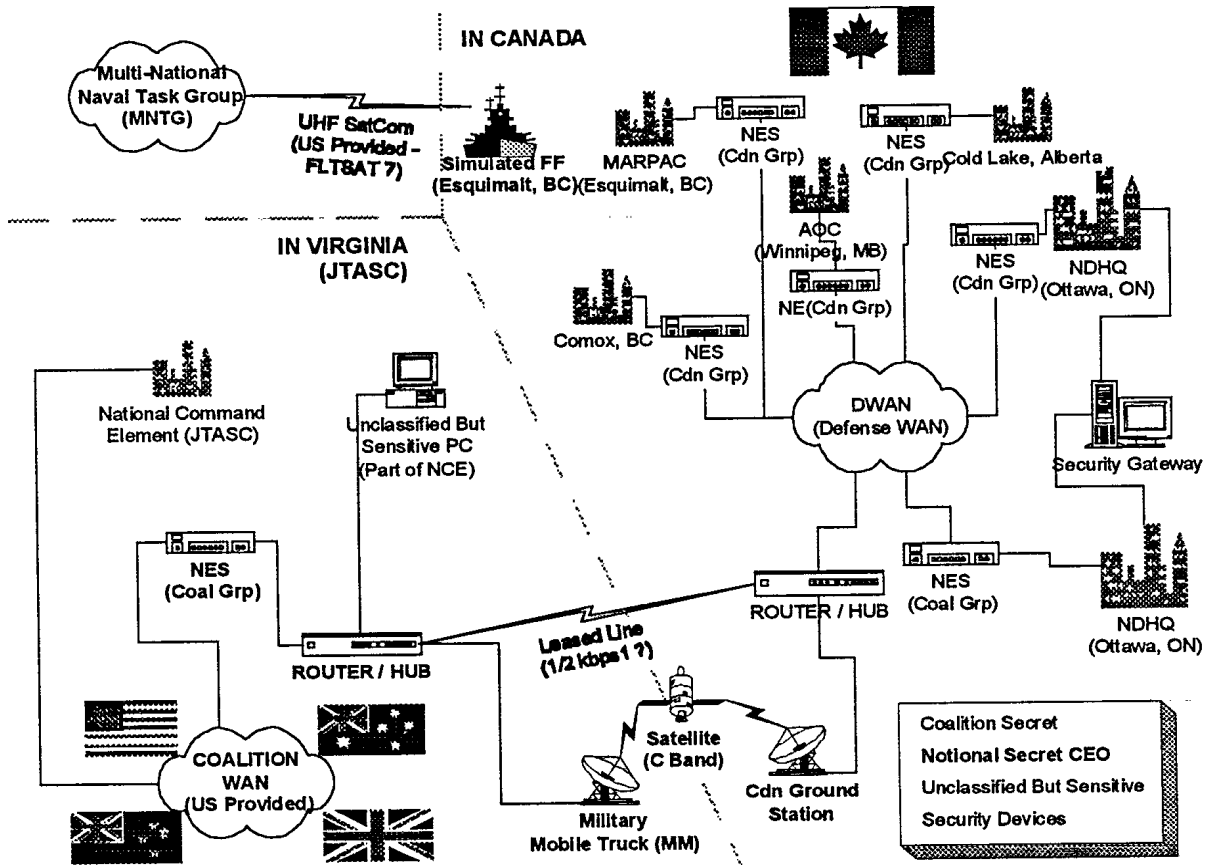 IN CANADA
Multi-National
Naval Task Group
(MNTG)
UHF SatCom
(US Provided -
FLTSAT 7)
Simulated FF
(Esquimalt, BC)
MARPAC
(Esquimalt, BC)
NES
(Cdn Grp)
NES
(Cdn Grp)
Cold Lake, Alberta
AOC
(Winnipeg, MB)
NE(Cdn Grp)
NES
(Cdn Grp)
NDHQ
(Ottawa, ON)
IN VIRGINIA
(JTASC)
Comox, BC
NES
(Cdn Grp)
National Command
Element (JTASC)
Unclassified But
Sensitive PC
(Part of NCE)
DWAN
(Defense WAN)
Security Gateway
NES
(Coal Grp)
ROUTER / HUB
Leased Line
(1/2 kbps1 ?)
ROUTER / HUB
NES
(Coal Grp)
NDHQ
(Ottawa, ON)
COALITION
WAN
(US Provided)
Satellite
(C Band)
Military
Mobile Truck (MM)
Cdn Ground
Station
Coalition Secret
Notional Secret CEO
Unclassified But Sensitive
Security Devices